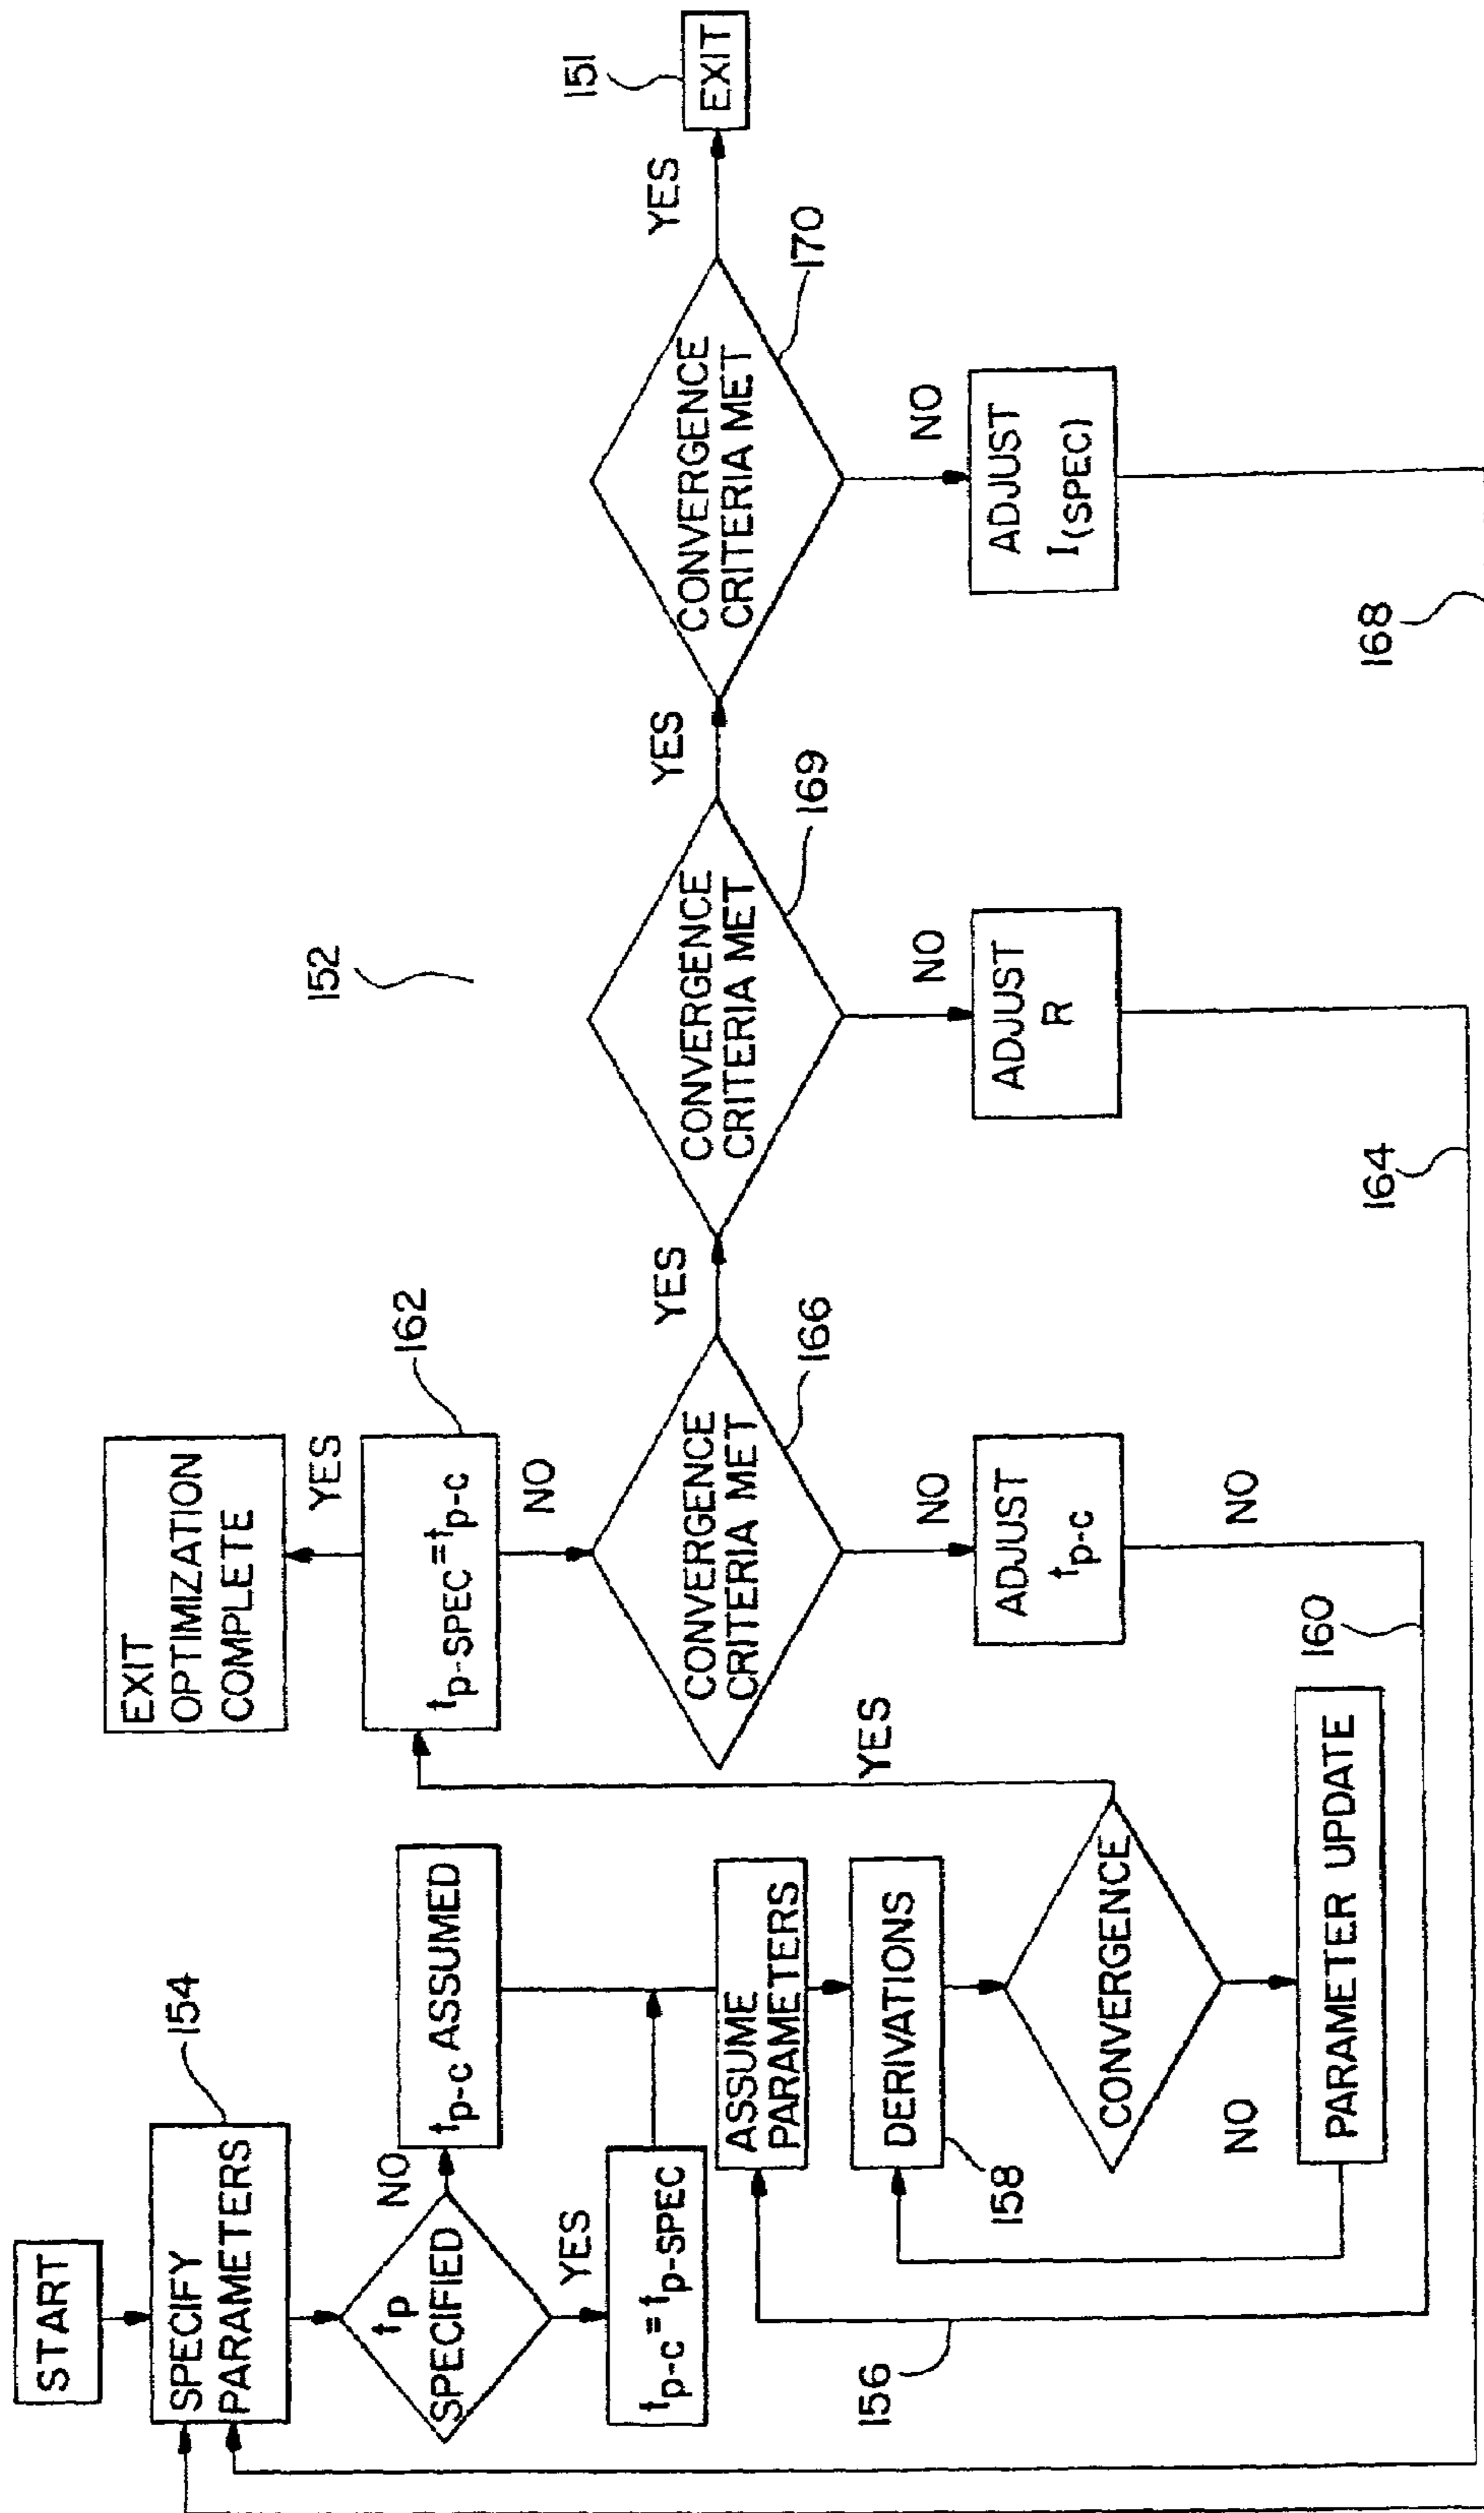 START
SPECIFY
PARAMETERS
154
tp
SPECIFIED
NO
tp-c ASSUMED
YES
tp-c = tp-SPEC
156
ASSUME
PARAMETERS
DERIVATIONS
158
CONVERGENCE
YES
NO
PARAMETER UPDATE
160
EXIT
OPTIMIZATION
COMPLETE
YES
tp-SPEC = tp-c
162
NO
CONVERGENCE
CRITERIA MET
166
NO
ADJUST
tp-c
NO
YES
152
CONVERGENCE
CRITERIA MET
169
NO
ADJUST
R
164
YES
CONVERGENCE
CRITERIA MET
170
NO
ADJUST
I(SPEC)
168
YES
EXIT
151